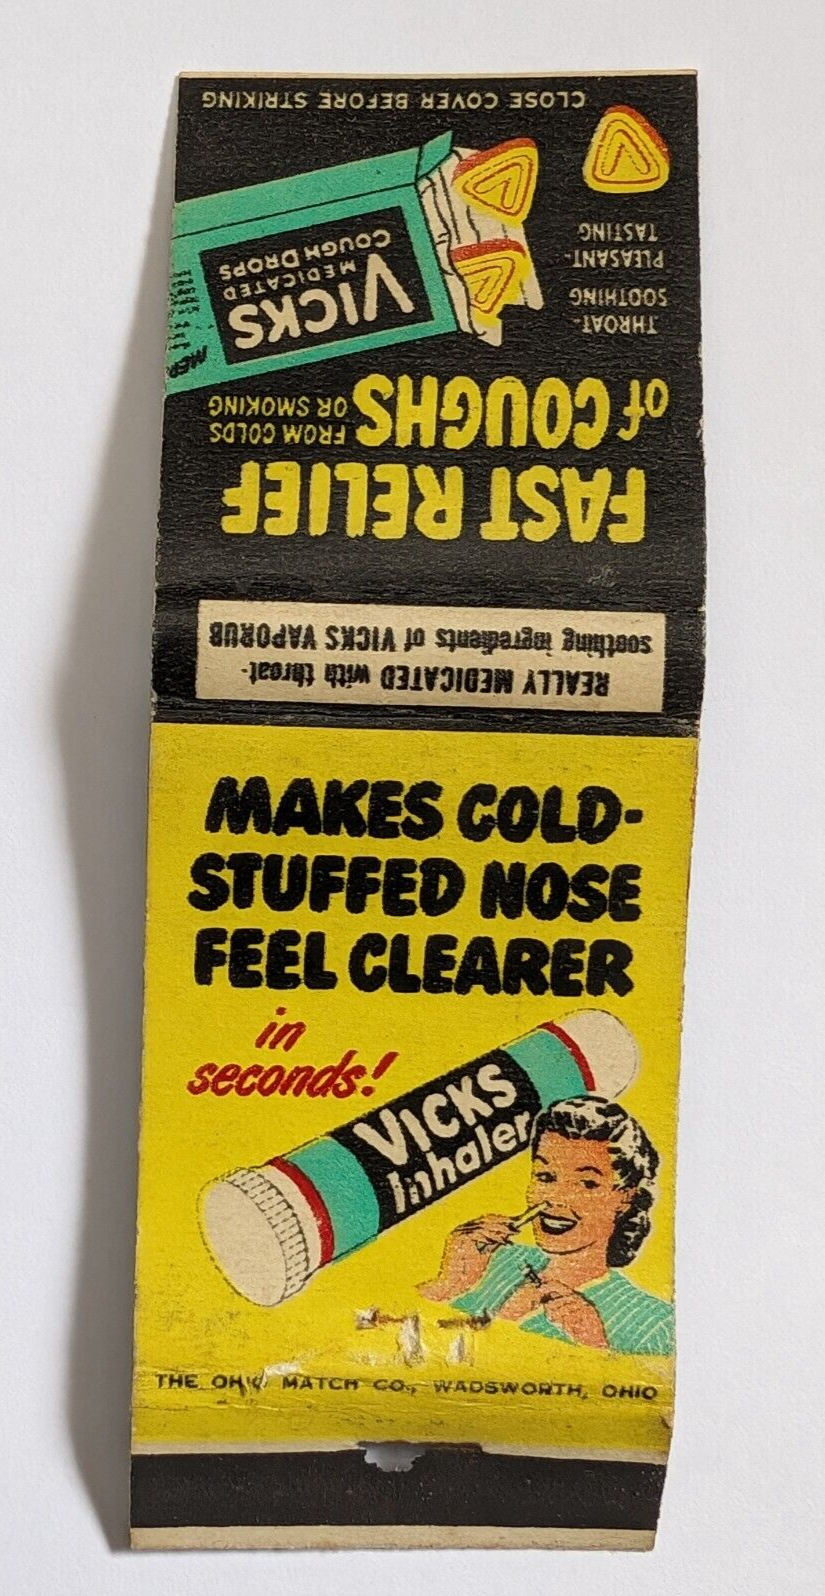 CLOSE COVER BEFORE STRIKING
THROAT-
SOOTHING
PLEASANT-
TASTING
VICKS
MEDICATED
COUGH DROPS
FAST RELIEF
of COUGHS
FROM COLDS
OR SMOKING
REALLY MEDICATED with throat-
soothing ingredients of VICKS VAPORUB
MAKES COLD-
STUFFED NOSE
FEEL CLEARER
in
seconds!
VICKS
Inhaler
THE OHIO MATCH CO., WADSWORTH, OHIO